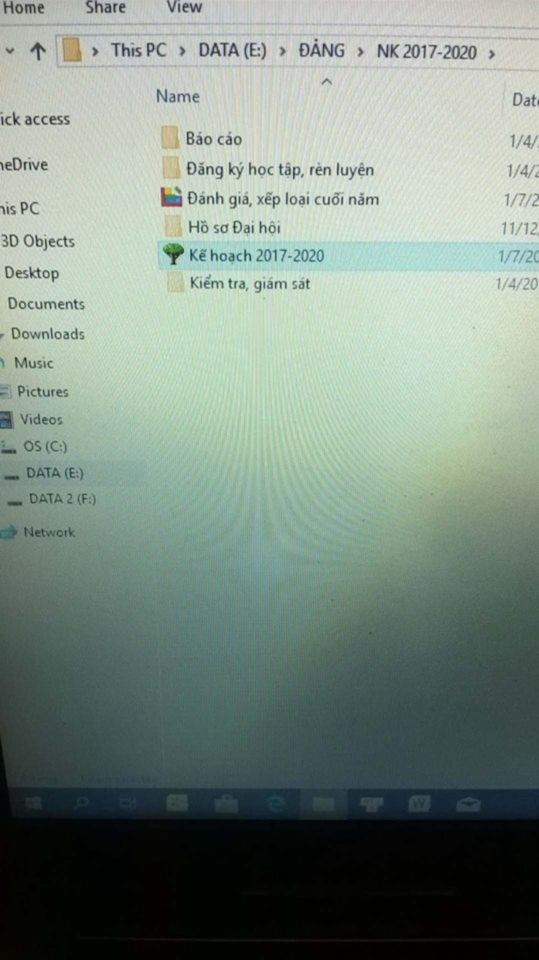 Home Share View
This PC > DATA (E:) > ĐẢNG > NK 2017-2020 >
Name
Báo cáo 1/4/
Đăng ký học tập, rèn luyện 1/4/2
Đánh giá, xếp loại cuối năm 1/7/2
Hồ sơ Đại hội 11/12,
Kế hoạch 2017-2020 1/7/20
Kiểm tra, giám sát 1/4/20
ick access
neDrive
his PC
3D Objects
Desktop
Documents
Downloads
Music
Pictures
Videos
OS (C:)
DATA (E:)
DATA 2 (F:)
Network